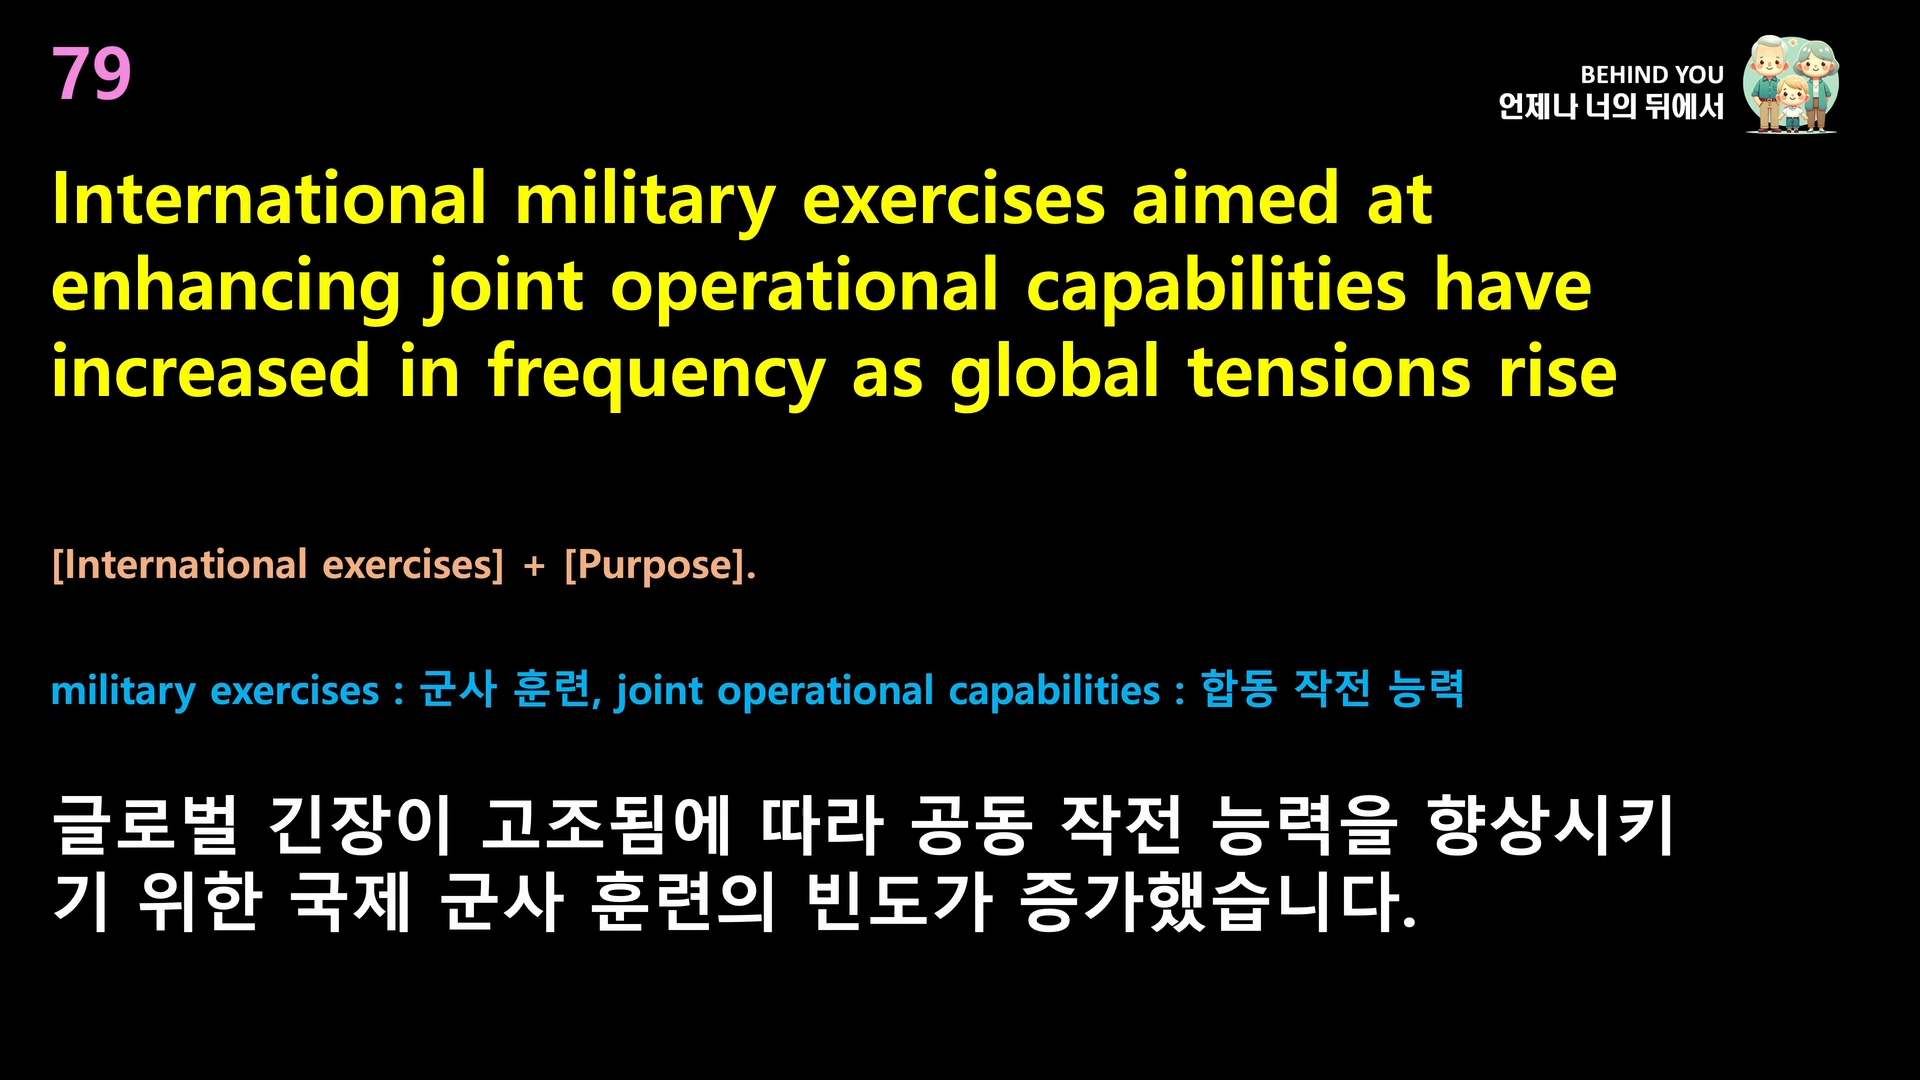 79
BEHIND YOU
언제나 너의 뒤에서
International military exercises aimed at
enhancing joint operational capabilities have
increased in frequency as global tensions rise
[International exercises] + [Purpose].
military exercises : 군사 훈련, joint operational capabilities : 합동 작전 능력
글로벌 긴장이 고조됨에 따라 공동 작전 능력을 향상시키
기 위한 국제 군사 훈련의 빈도가 증가했습니다.